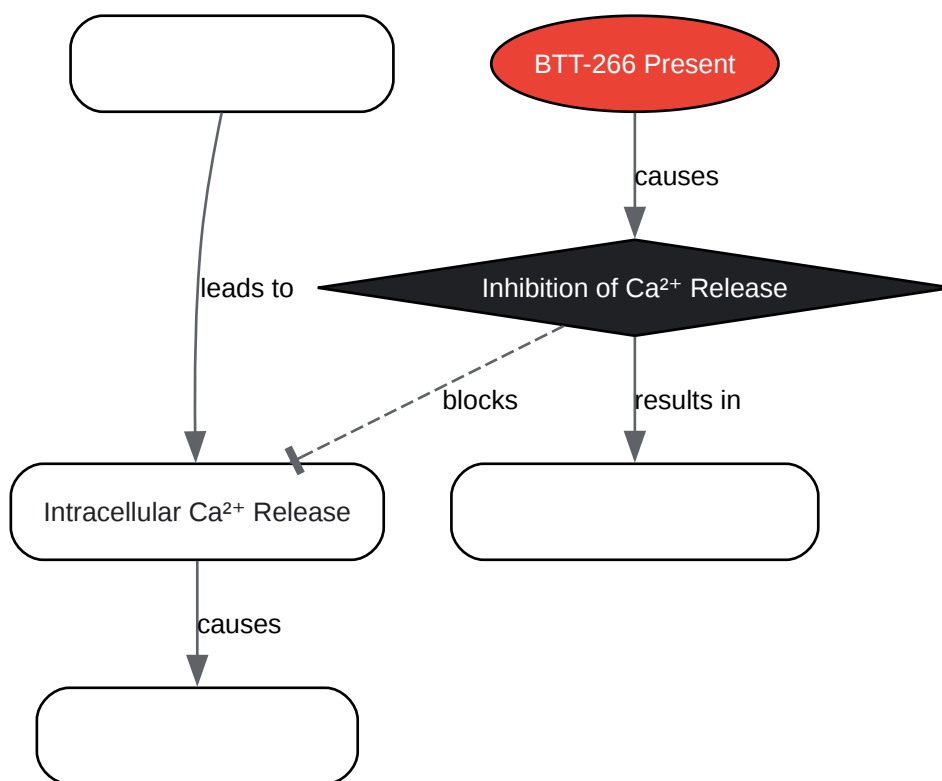 BTT-266 Present
causes
leads to
Inhibition of Ca²⁺ Release
blocks
results in
Intracellular Ca²⁺ Release
causes